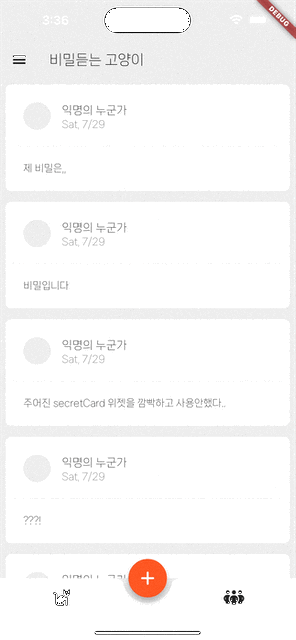 3:36
DEBUG
비밀듣는 고양이
익명의 누군가
Sat, 7/29
제 비밀은,,
익명의 누군가
Sat, 7/29
비밀입니다
익명의 누군가
Sat, 7/29
주어진 secretCard 위젯을 깜빡하고 사용안했다..
익명의 누군가
Sat, 7/29
???!